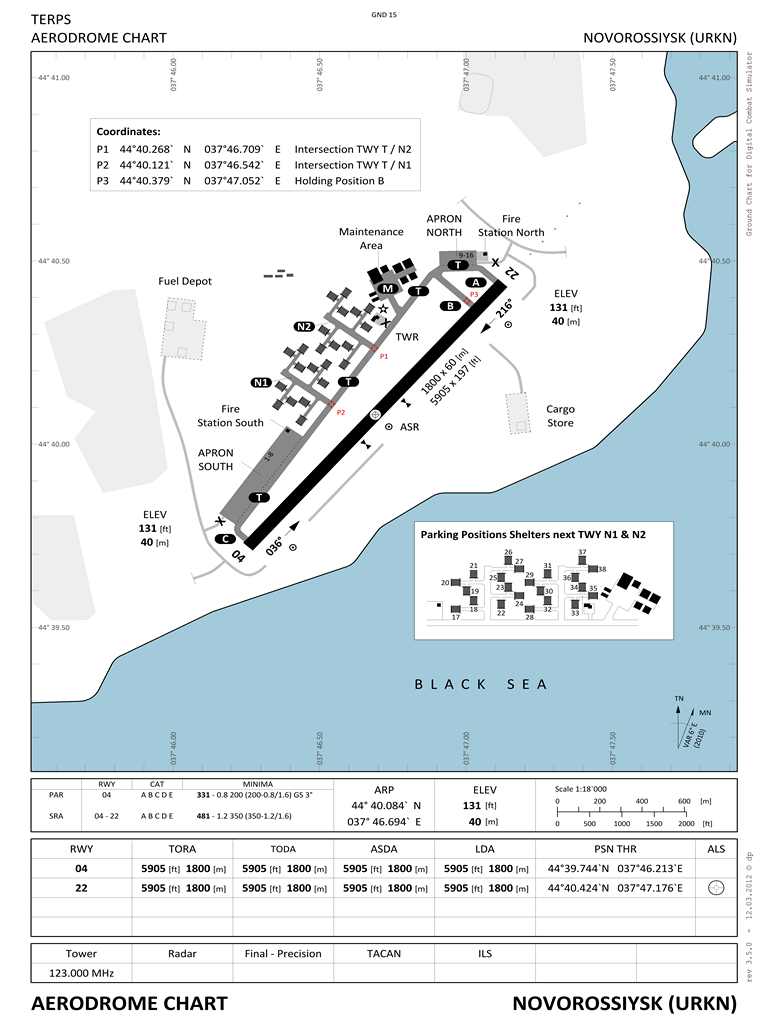 TERPS
GND 15
AERODROME CHART
NOVOROSSIYSK (URKN)
037° 46.00
037° 46.50
037° 47.00
037° 47.50
44° 41.00
44° 41.00
Ground Chart for Digital Combat Simulator
Coordinates:
P1 44°40.268` N 037°46.709` E Intersection TWY T / N2
P2 44°40.121` N 037°46.542` E Intersection TWY T / N1
P3 44°40.379` N 037°47.052` E Holding Position B
APRON
NORTH
Fire
Station North
Maintenance
Area
9-16
T
X
22
44° 40.50
44° 40.50
Fuel Depot
M
T
A
P3
B
216°
ELEV
131 [ft]
40 [m]
N2
X
TWR
P1
1800 x 60 [m]
5905 x 197 [ft]
N1
T
P2
Fire
Station South
ASR
Cargo
Store
44° 40.00
44° 40.00
APRON
SOUTH
1-8
T
ELEV
131 [ft]
40 [m]
X
C
04
036°
Parking Positions Shelters next TWY N1 & N2
26
37
21
27
31
38
20
25
29
36
19
23
30
35
18
24
17
22
28
32
33
44° 39.50
44° 39.50
BLACK SEA
TN
MN
VAR 6° E
(2010)
037° 46.00
037° 46.50
037° 47.00
037° 47.50
RWY CAT MINIMA
PAR 04 A B C D E 331 - 0.8 200 (200-0.8/1.6) GS 3°
SRA 04 - 22 A B C D E 481 - 1.2 350 (350-1.2/1.6)
ARP
44° 40.084` N
037° 46.694` E
ELEV
131 [ft]
40 [m]
Scale 1:18`000
0 200 400 600 [m]
0 500 1000 1500 2000 [ft]
RWY TORA TODA ASDA LDA PSN THR ALS
04 5905 [ft] 1800 [m] 5905 [ft] 1800 [m] 5905 [ft] 1800 [m] 5905 [ft] 1800 [m] 44°39.744`N 037°46.213`E
22 5905 [ft] 1800 [m] 5905 [ft] 1800 [m] 5905 [ft] 1800 [m] 5905 [ft] 1800 [m] 44°40.424`N 037°47.176`E
Tower Radar Final - Precision TACAN ILS
123.000 MHz
rev 3.5.0 - 12.03.2012 © dp
AERODROME CHART
NOVOROSSIYSK (URKN)